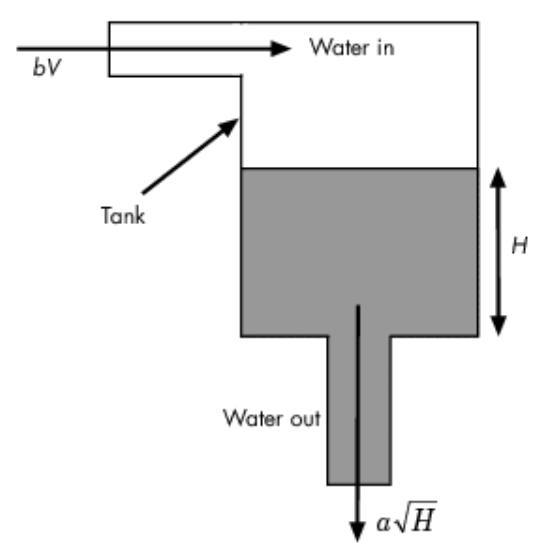 Water in
bV
Tank
H
Water out
a√H